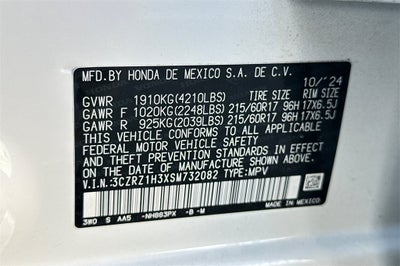 MFD.BY HONDA DE MEXICO S.A. DE C.V. 10/'24
GVWR 1910KG(4210LBS) TIRE SIZE RIM SIZE
GAWR F 1020KG(2248LBS) 215/60R17 96H 17X6.5J
GAWR R 925KG(2039LBS) 215/60R17 96H 17X6.5J
THIS VEHICLE CONFORMS TO ALL APPLICABLE
FEDERAL MOTOR VEHICLE SAFETY STANDARDS IN
EFFECT ON THE DATE OF MANUFACTURE SHOWN ABOVE.
V.I.N.:3CZRZ1H3XSM732082 TYPE:MPV
MADE IN MEXICO
3W0 S AA5 -NH883PX -B -M